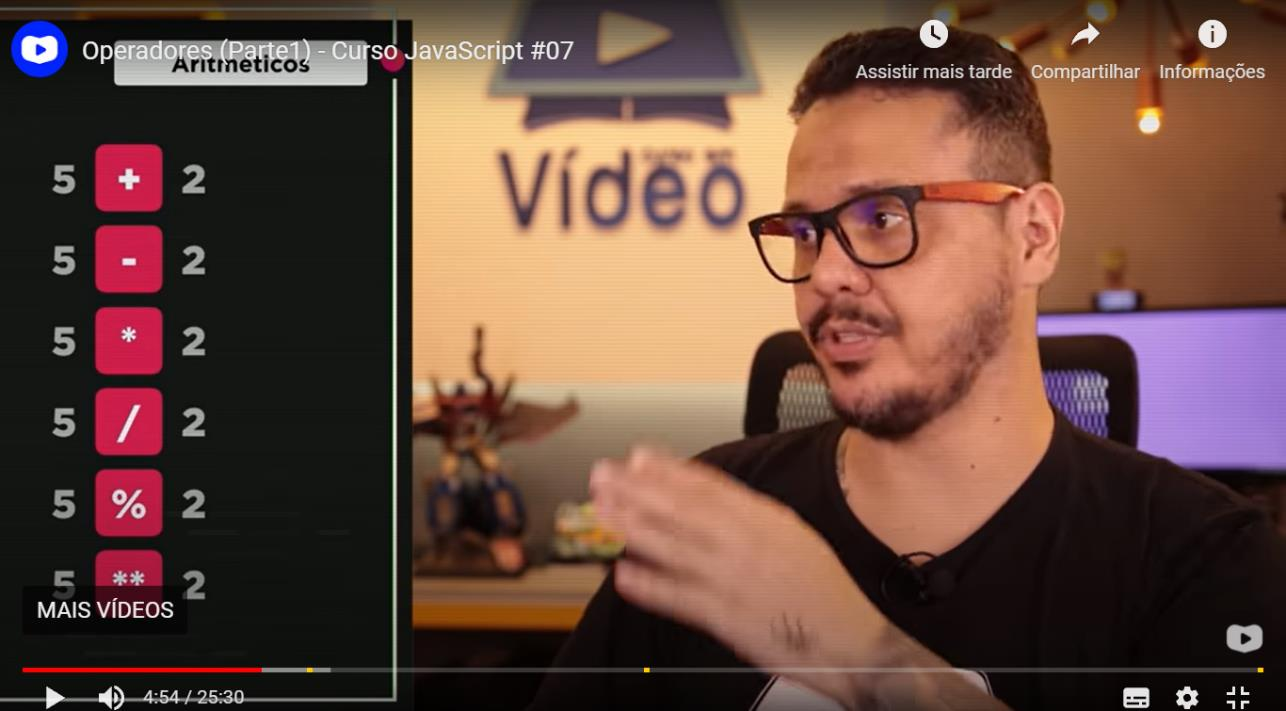 Operadores (Parte1) - Curso JavaScript #07
Assistir mais tarde
Compartilhar
Informações
Aritméticos
5 + 2
5 - 2
5 * 2
5 / 2
5 % 2
5 ** 2
Vídeo
MAIS VÍDEOS
4:54 / 25:30